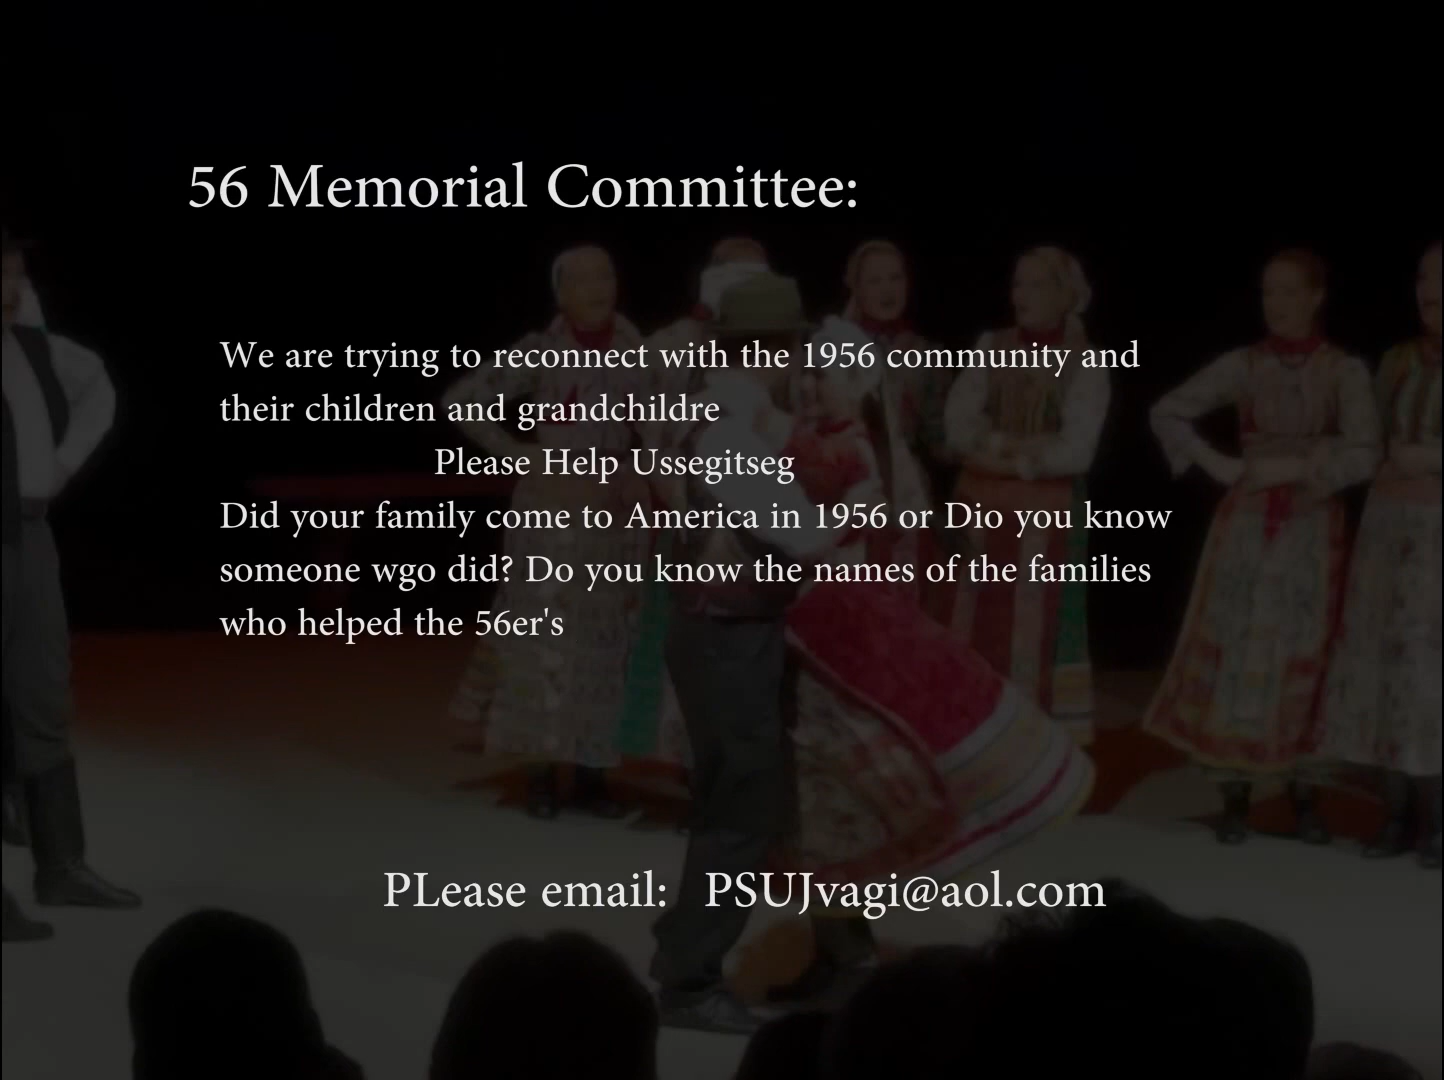 56 Memorial Committee:
We are trying to reconnect with the 1956 community and
their children and grandchildre
Please Help Ussegitseg
Did your family come to America in 1956 or Dio you know
someone wgo did? Do you know the names of the families
who helped the 56er's
PLease email: PSUJvagi@aol.com